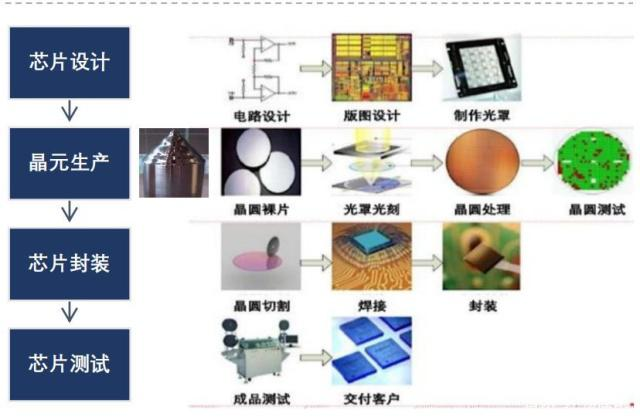 芯片设计
电路设计 版图设计 制作光罩
晶元生产
晶圆裸片 光罩光刻 晶圆处理 晶圆测试
芯片封装
晶圆切割 焊接 封装
芯片测试
成品测试 交付客户